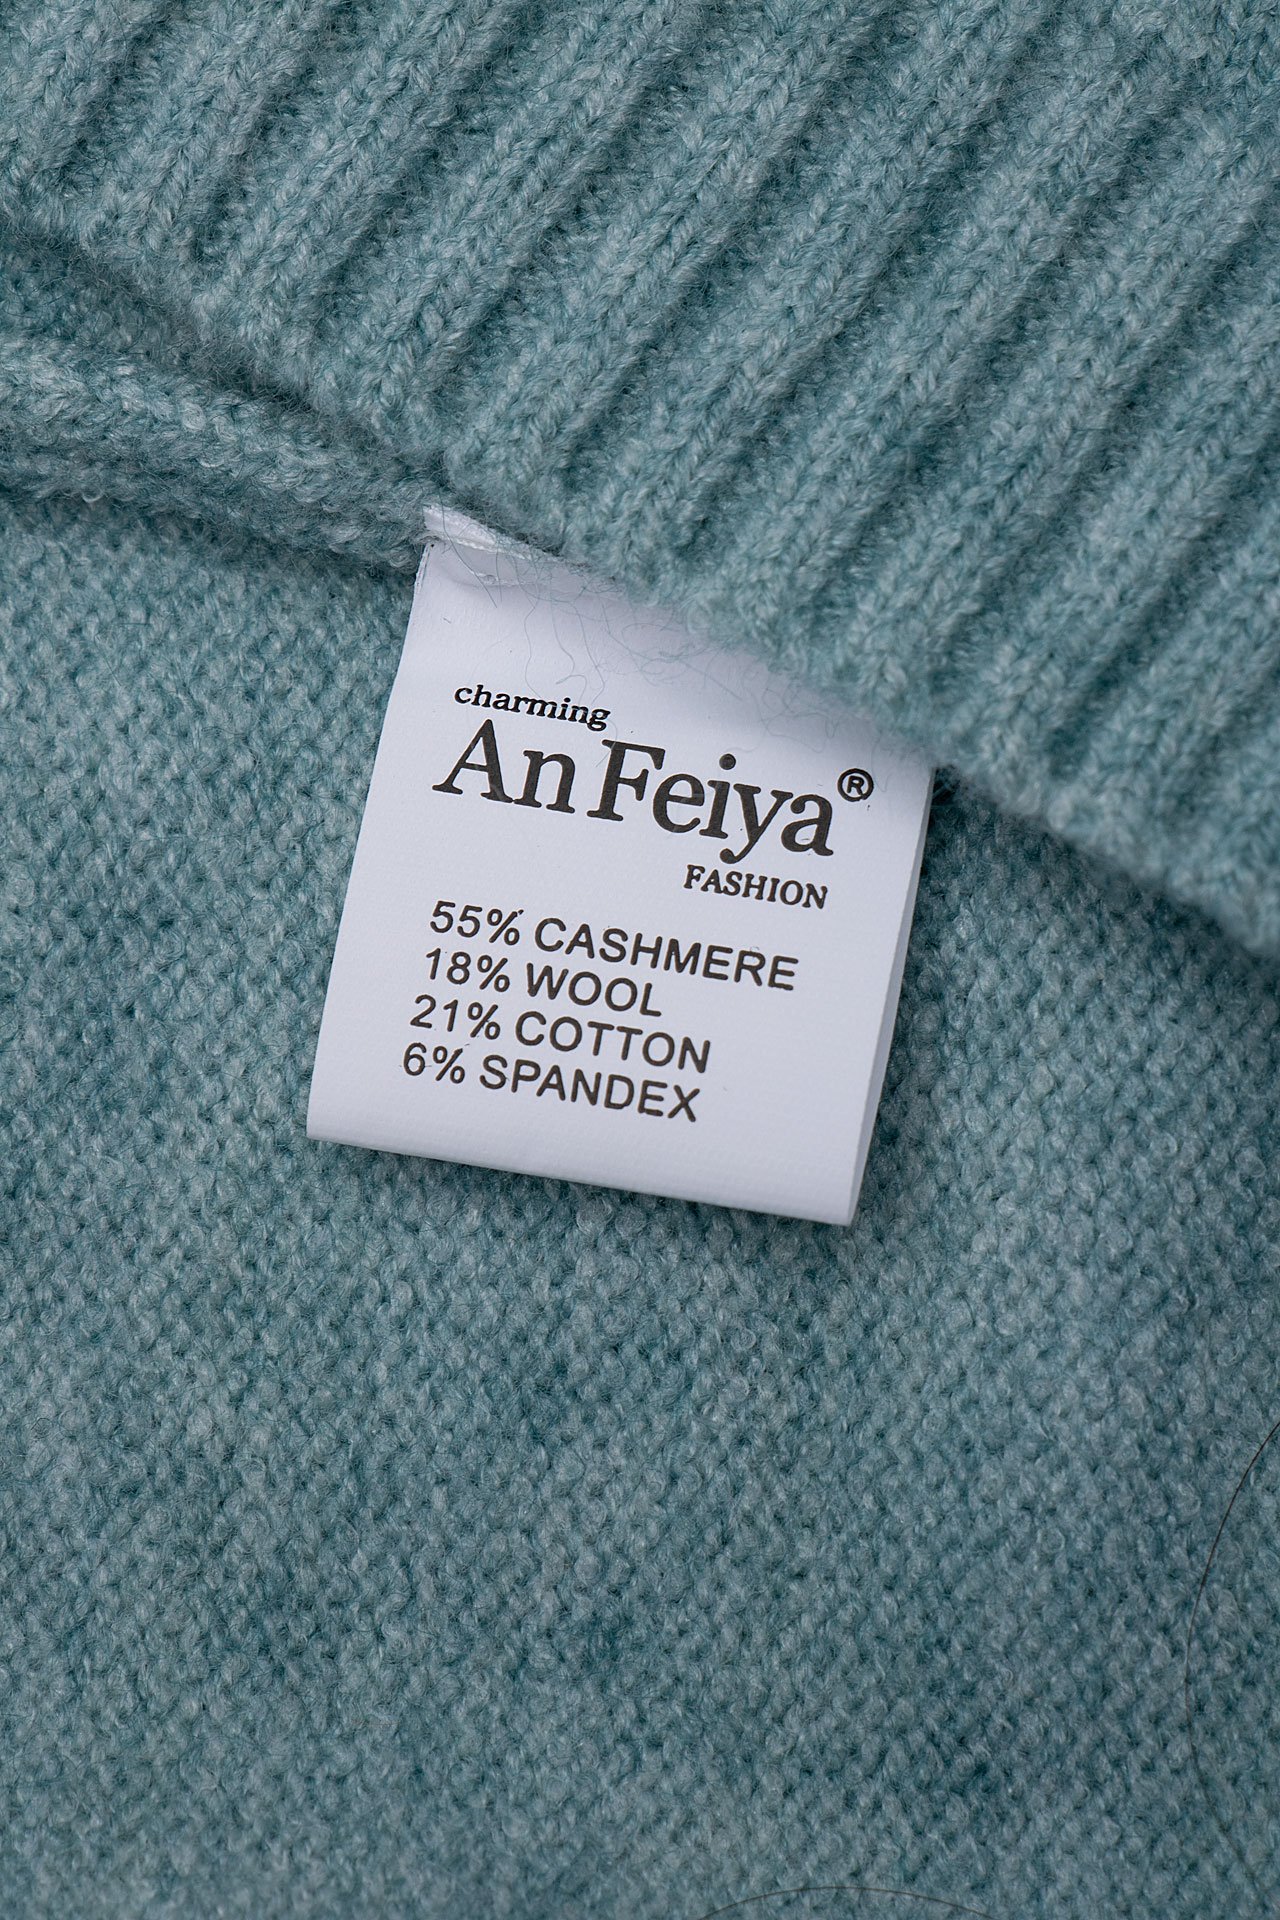 charming
An Feiya®
FASHION
55% CASHMERE
18% WOOL
21% COTTON
6% SPANDEX